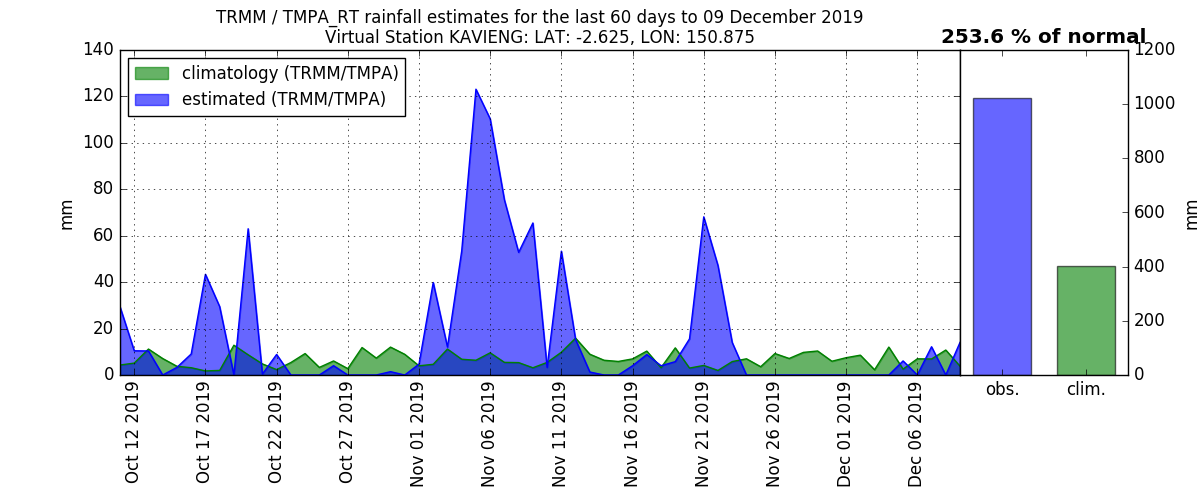 TRMM / TMPA_RT rainfall estimates for the last 60 days to 09 December 2019
Virtual Station KAVIENG: LAT: -2.625, LON: 150.875
253.6 % of normal
climatology (TRMM/TMPA)
estimated (TRMM/TMPA)
mm
140
120
100
80
60
40
20
0
Oct 12 2019
Oct 17 2019
Oct 22 2019
Oct 27 2019
Nov 01 2019
Nov 06 2019
Nov 11 2019
Nov 16 2019
Nov 21 2019
Nov 26 2019
Dec 01 2019
Dec 06 2019
obs.
clim.
1200
1000
800
600
400
200
0
mm